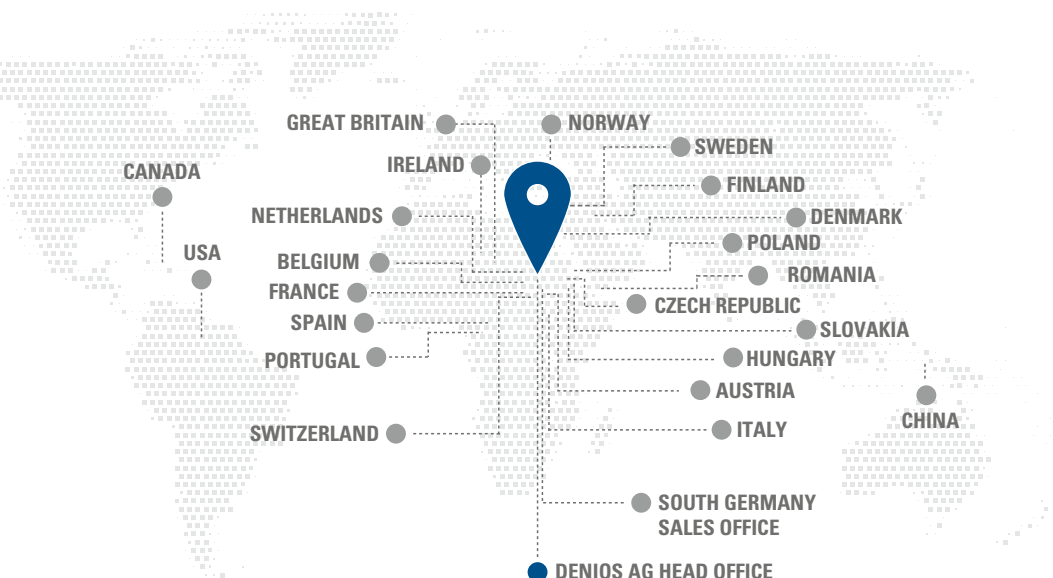 GREAT BRITAIN
NORWAY
SWEDEN
IRELAND
CANADA
FINLAND
NETHERLANDS
DENMARK
POLAND
USA
BELGIUM
ROMANIA
FRANCE
CZECH REPUBLIC
SPAIN
SLOVAKIA
PORTUGAL
HUNGARY
AUSTRIA
CHINA
SWITZERLAND
ITALY
SOUTH GERMANY
SALES OFFICE
DENIOS AG HEAD OFFICE